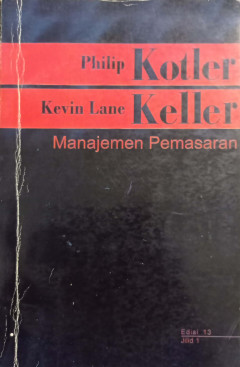 Philip Kotler
Kevin Lane Keller
Manajemen Pemasaran
Edisi 13
Jilid 1